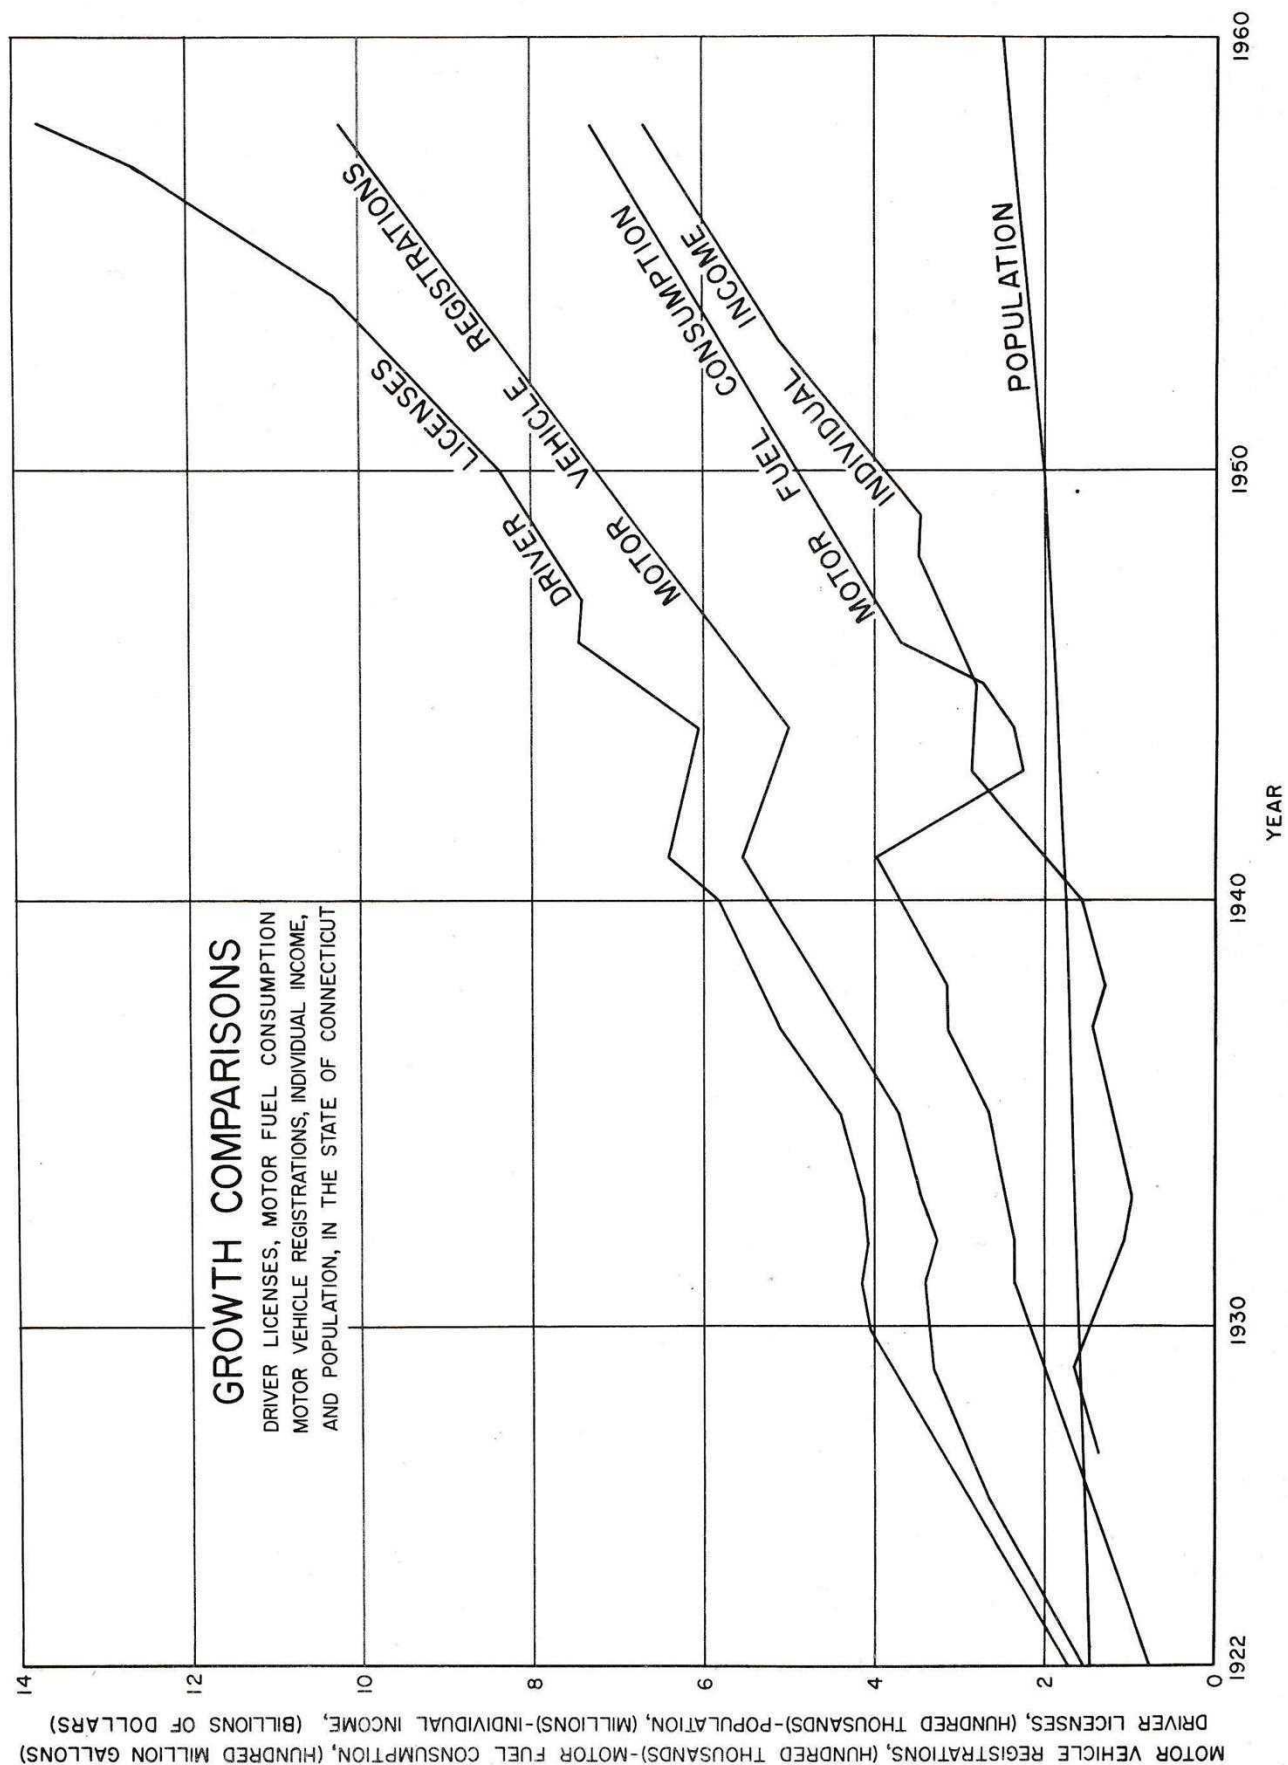 GROWTH COMPARISONS
DRIVER LICENSES, MOTOR FUEL CONSUMPTION
MOTOR VEHICLE REGISTRATIONS, INDIVIDUAL INCOME,
AND POPULATION, IN THE STATE OF CONNECTICUT
MOTOR VEHICLE REGISTRATIONS, (HUNDRED THOUSANDS)-MOTOR FUEL CONSUMPTION, (HUNDRED MILLION GALLONS)
DRIVER LICENSES, (HUNDRED THOUSANDS)-POPULATION, (MILLIONS)-INDIVIDUAL INCOME, (BILLIONS OF DOLLARS)
14
12
10
8
6
4
2
0
DRIVER LICENSES
MOTOR VEHICLE REGISTRATIONS
MOTOR FUEL CONSUMPTION
INDIVIDUAL INCOME
POPULATION
1922
1930
1940
1950
1960
YEAR